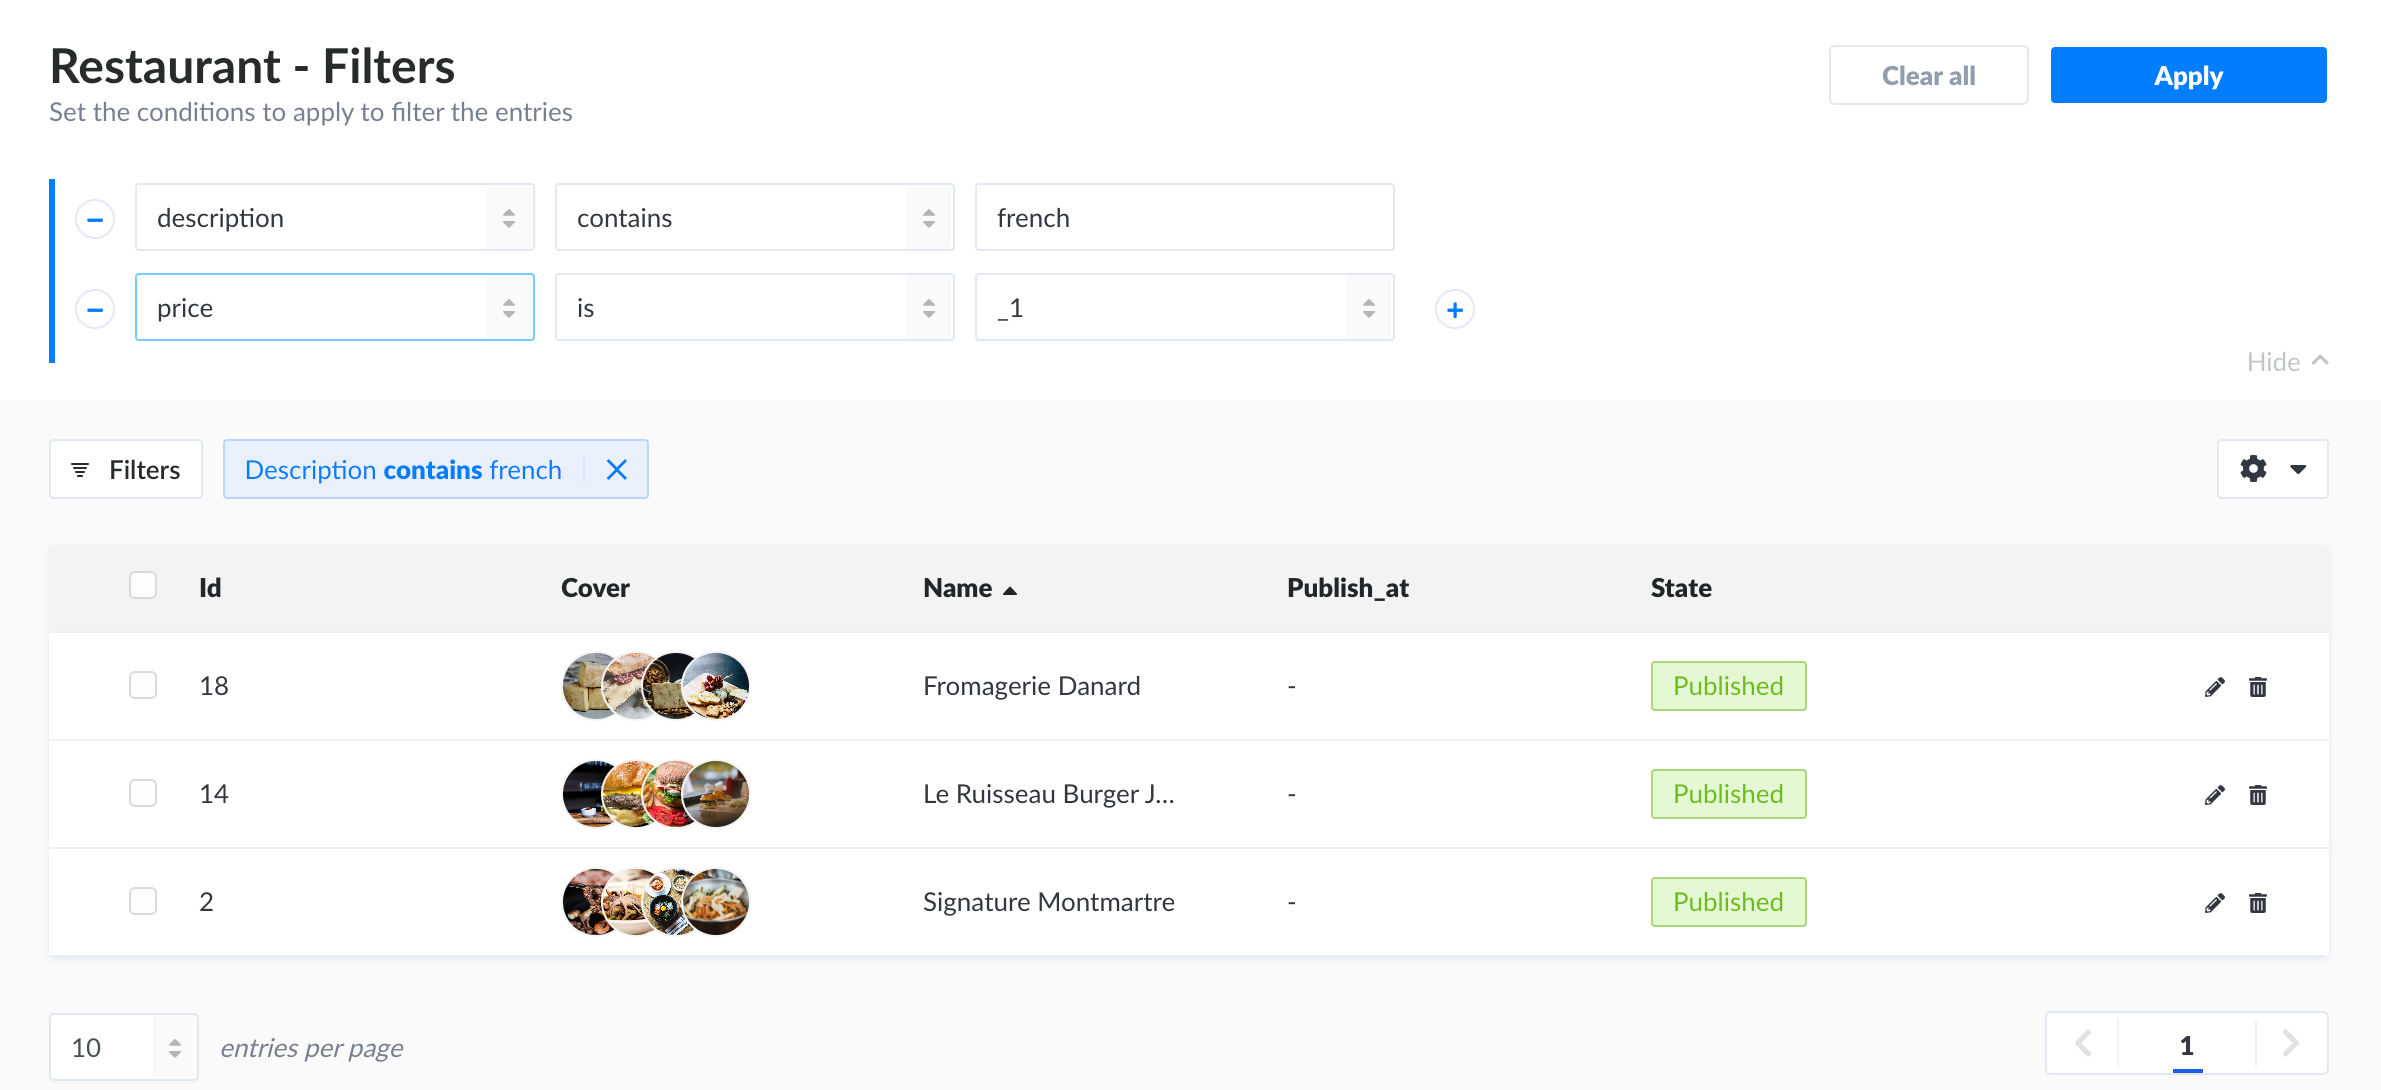 Restaurant - Filters
Clear all
Apply
Set the conditions to apply to filter the entries
description
contains
french
price
is
_1
Hide
Filters
Description contains french
Id
Cover
Name
Publish_at
State
18
Fromagerie Danard
-
Published
14
Le Ruisseau Burger J...
-
Published
2
Signature Montmartre
-
Published
10
entries per page
1